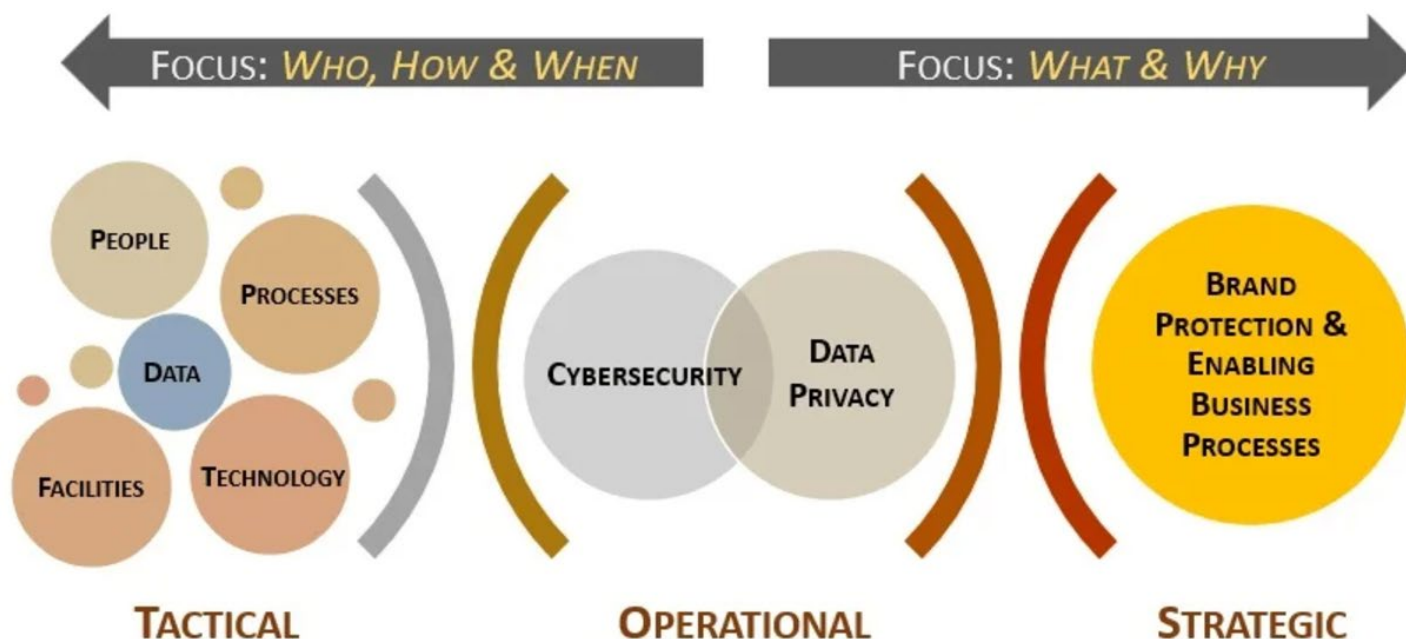 FOCUS: WHO, HOW & WHEN
FOCUS: WHAT & WHY
PEOPLE
PROCESSES
DATA
FACILITIES
TECHNOLOGY
CYBERSECURITY
DATA
PRIVACY
BRAND
PROTECTION &
ENABLING
BUSINESS
PROCESSES
TACTICAL
OPERATIONAL
STRATEGIC